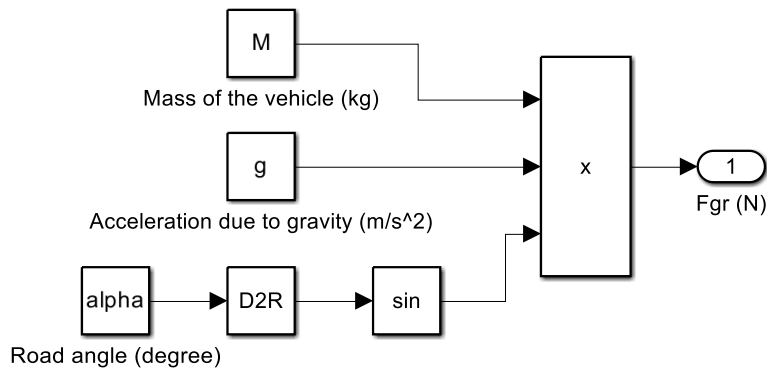 M
Mass of the vehicle (kg)
g
Acceleration due to gravity (m/s^2)
alpha
D2R
sin
Road angle (degree)
x
1
Fgr (N)